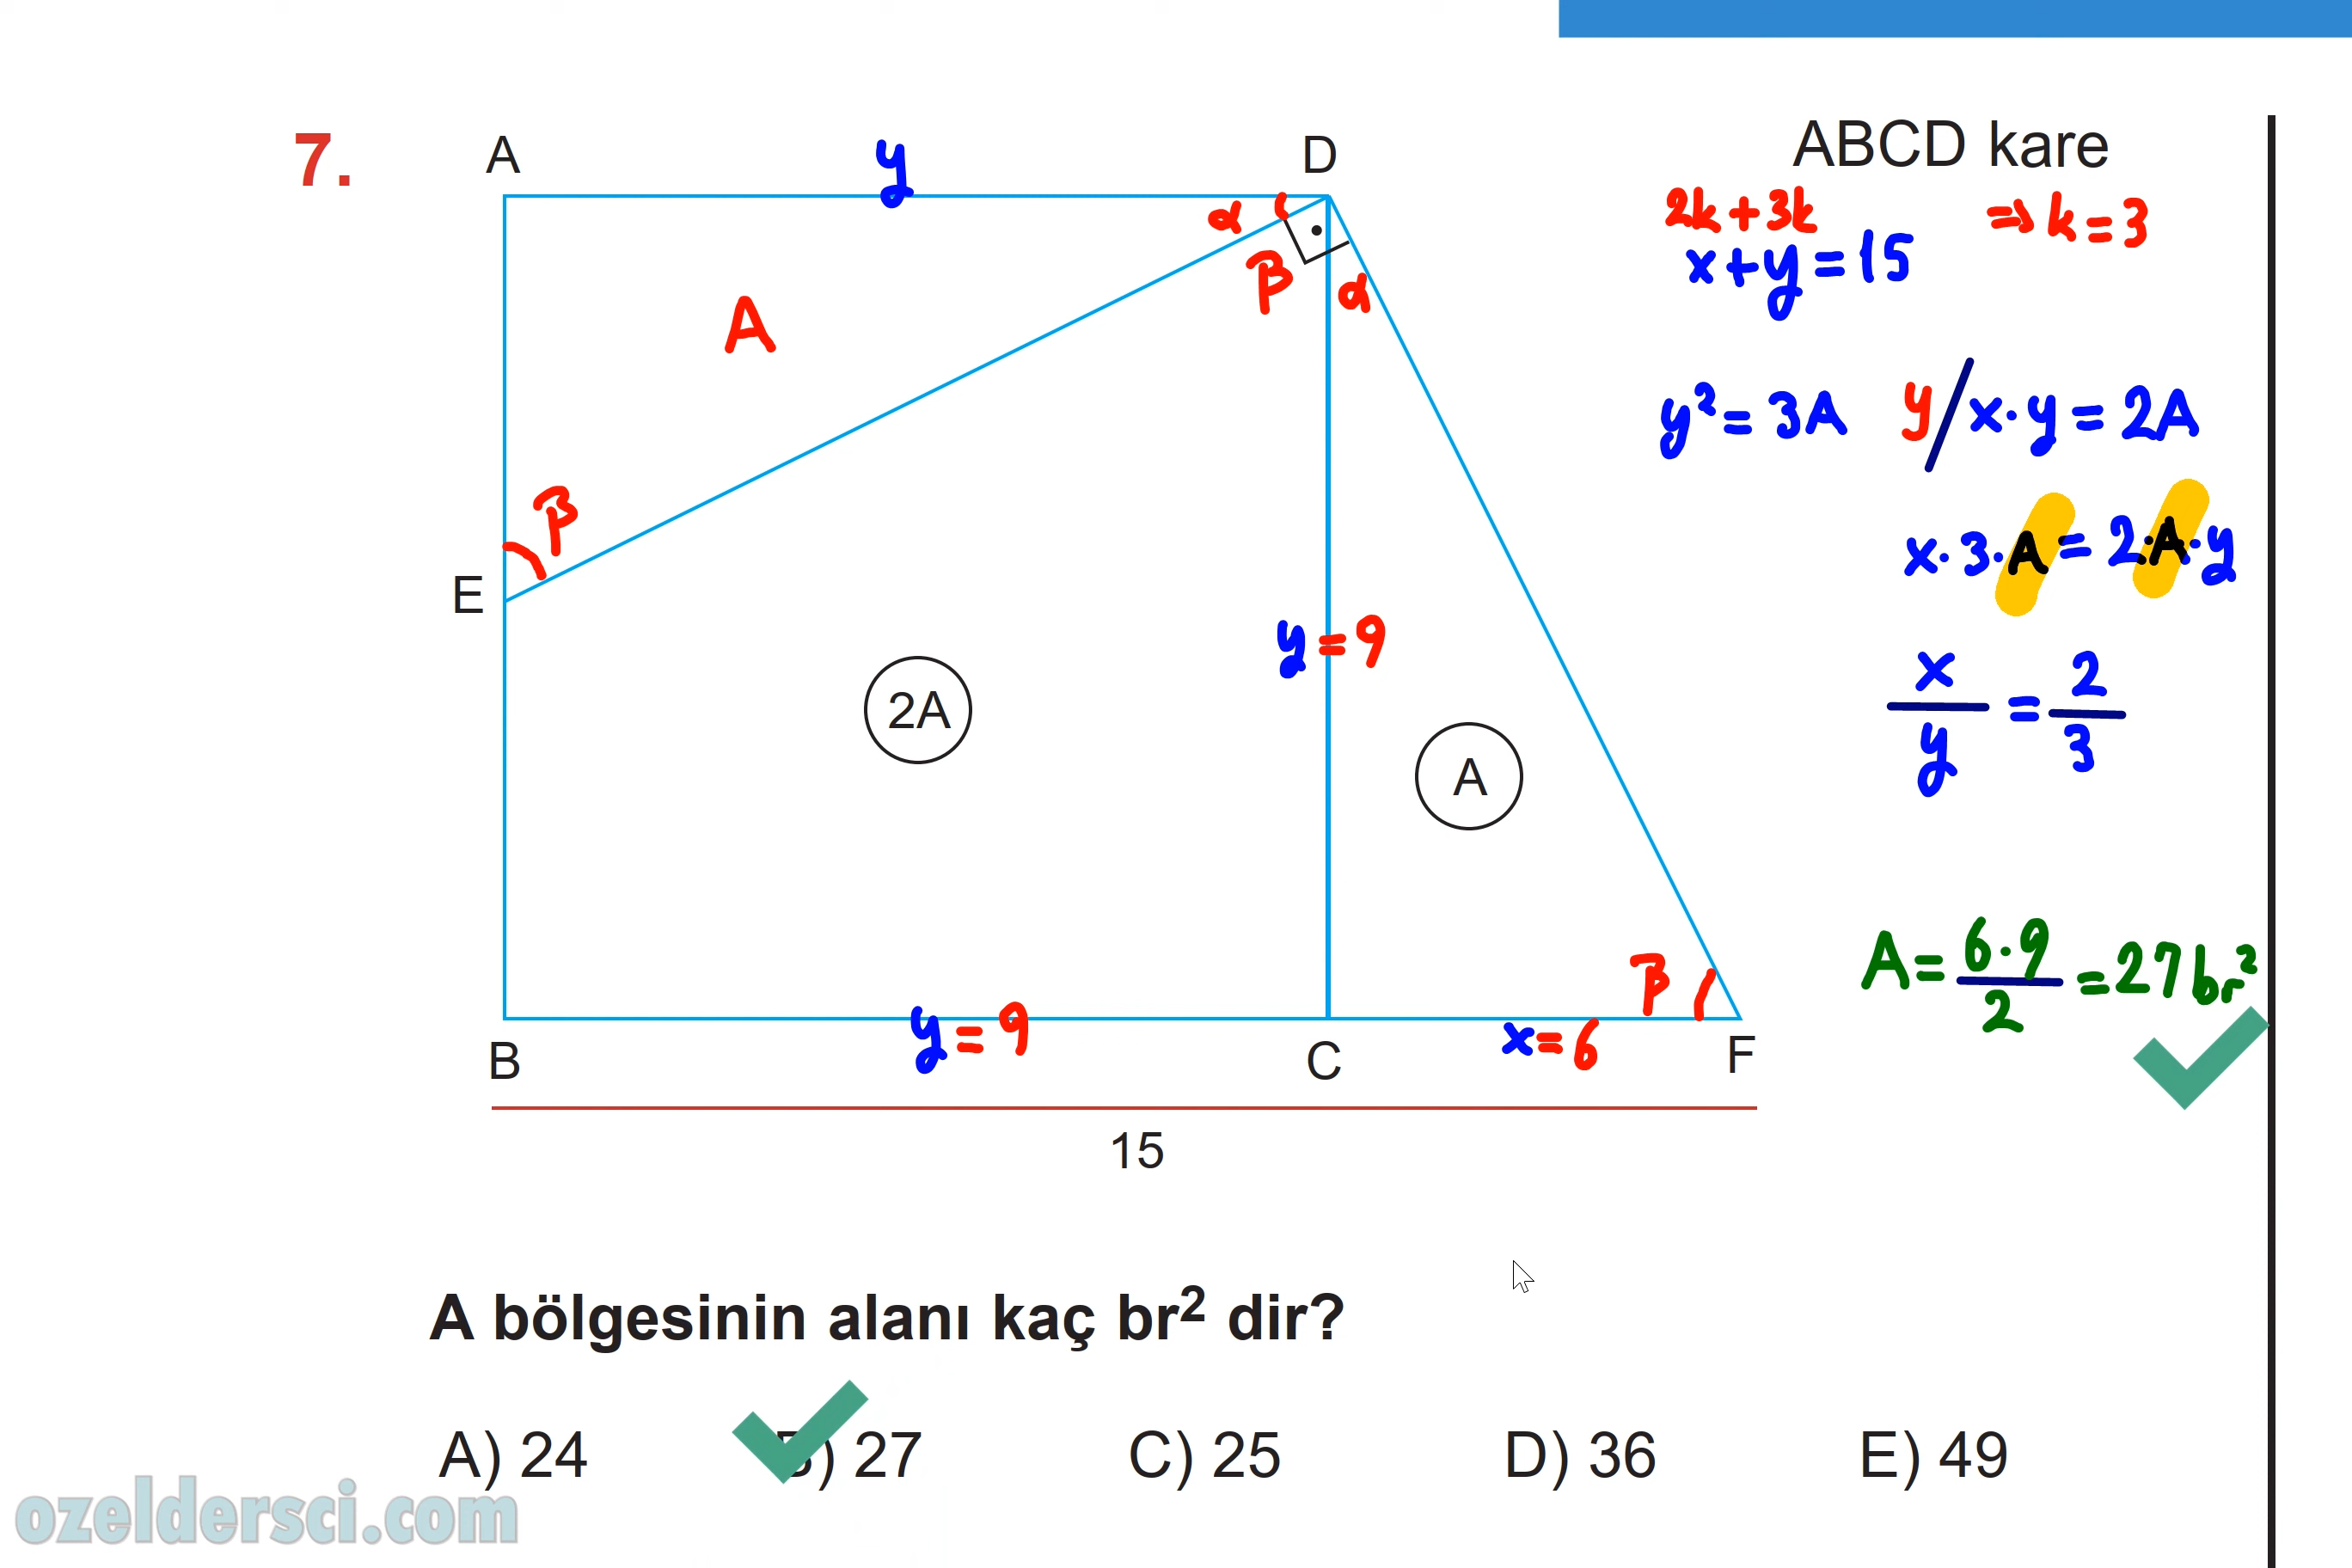 7.
A
y
D
ABCD kare
2k+3k ⇒ k=3
x+y=15
α
β
α
A
y²=3A
y/ x·y=2A
β
x·3·A=2·A·y
E
y=9
x/y=2/3
2A
A
A=6·9/2=27br²
β
y=9
x=6
B
C
F
15
A bölgesinin alanı kaç br² dir?
A) 24
B) 27
C) 25
D) 36
E) 49
ozeldersci.com